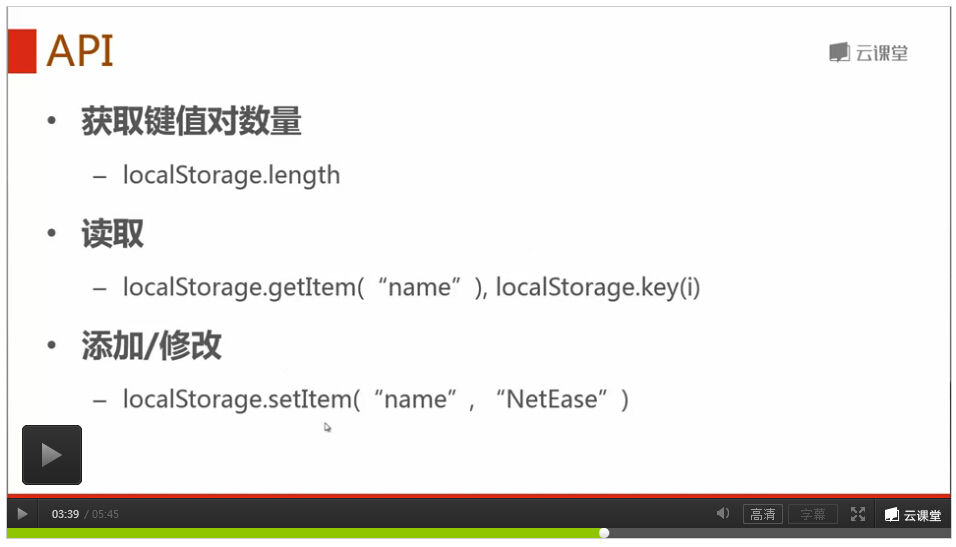 API
云课堂
• 获取键值对数量
– localStorage.length
• 读取
– localStorage.getItem(“name”), localStorage.key(i)
• 添加/修改
– localStorage.setItem(“name”, “NetEase”)
03:39 / 05:45
高清
字幕
云课堂